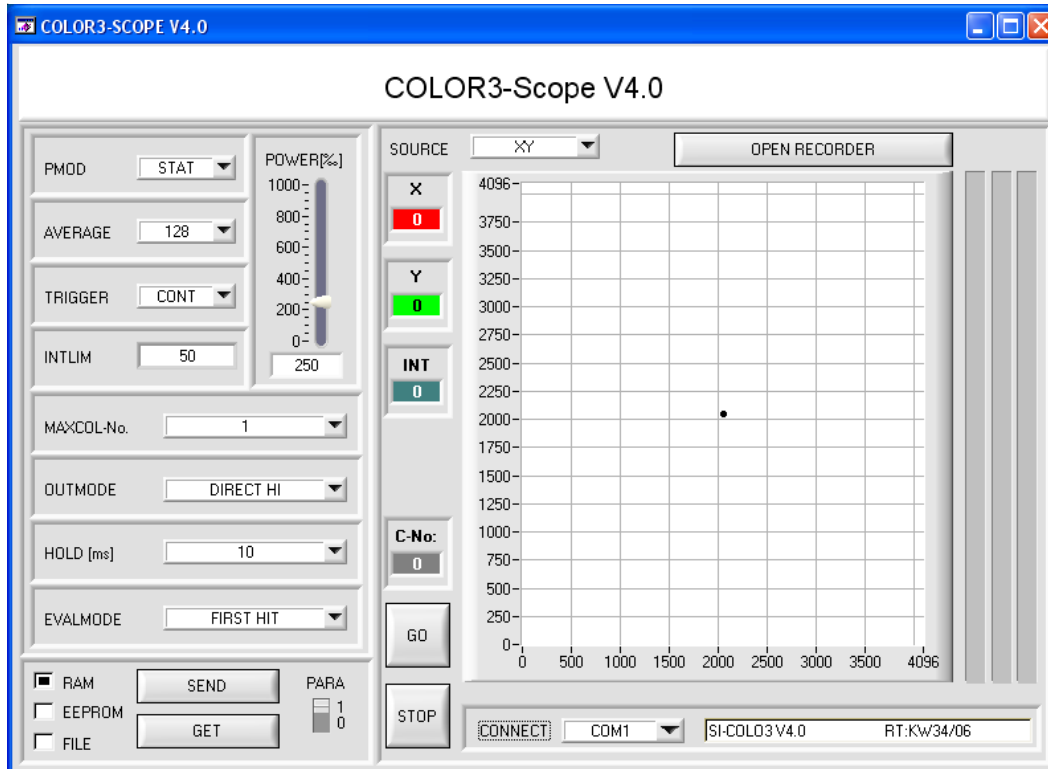 COLOR3-SCOPE V4.0
COLOR3-Scope V4.0
PMOD STAT
AVERAGE 128
TRIGGER CONT
INTLIM 50
POWER[‰]
1000
800
600
400
200
0
250
MAXCOL-No. 1
OUTMODE DIRECT HI
HOLD [ms] 10
EVALMODE FIRST HIT
RAM
EEPROM
FILE
SEND
GET
PARA
1
0
SOURCE XY OPEN RECORDER
X
0
Y
0
INT
0
C-No:
0
GO
STOP
4096
3750
3500
3250
3000
2750
2500
2250
2000
1750
1500
1250
1000
750
500
250
0
0 500 1000 1500 2000 2500 3000 3500 4096
CONNECT COM1 SI-COLO3 V4.0 RT:KW34/06